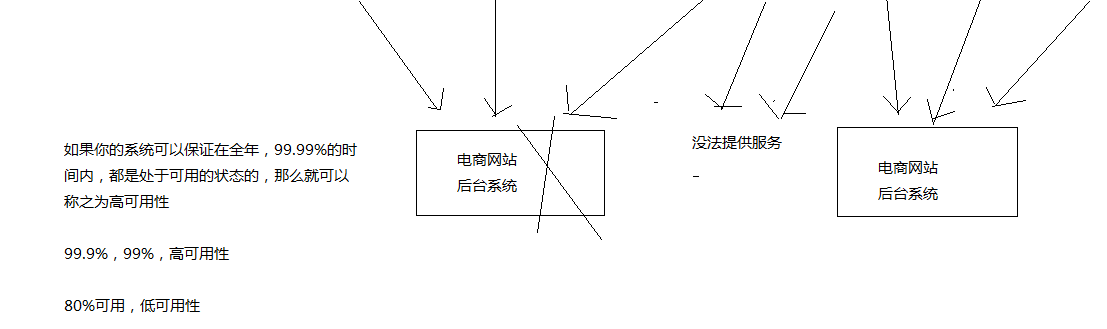 如果你的系统可以保证在全年，99.99%的时
间内，都是处于可用的状态的，那么就可以
称之为高可用性
99.9%，99%，高可用性
80%可用，低可用性
电商网站
后台系统
没法提供服务
电商网站
后台系统